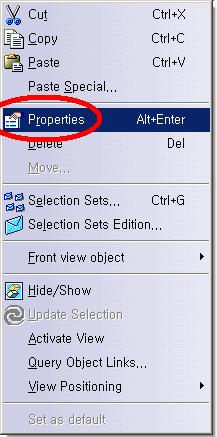 Cut Ctrl+X
Copy Ctrl+C
Paste Ctrl+V
Paste Special...
Properties Alt+Enter
Delete Del
Move...
Selection Sets... Ctrl+G
Selection Sets Edition...
Front view object
Hide/Show
Update Selection
Activate View
Query Object Links...
View Positioning
Set as default